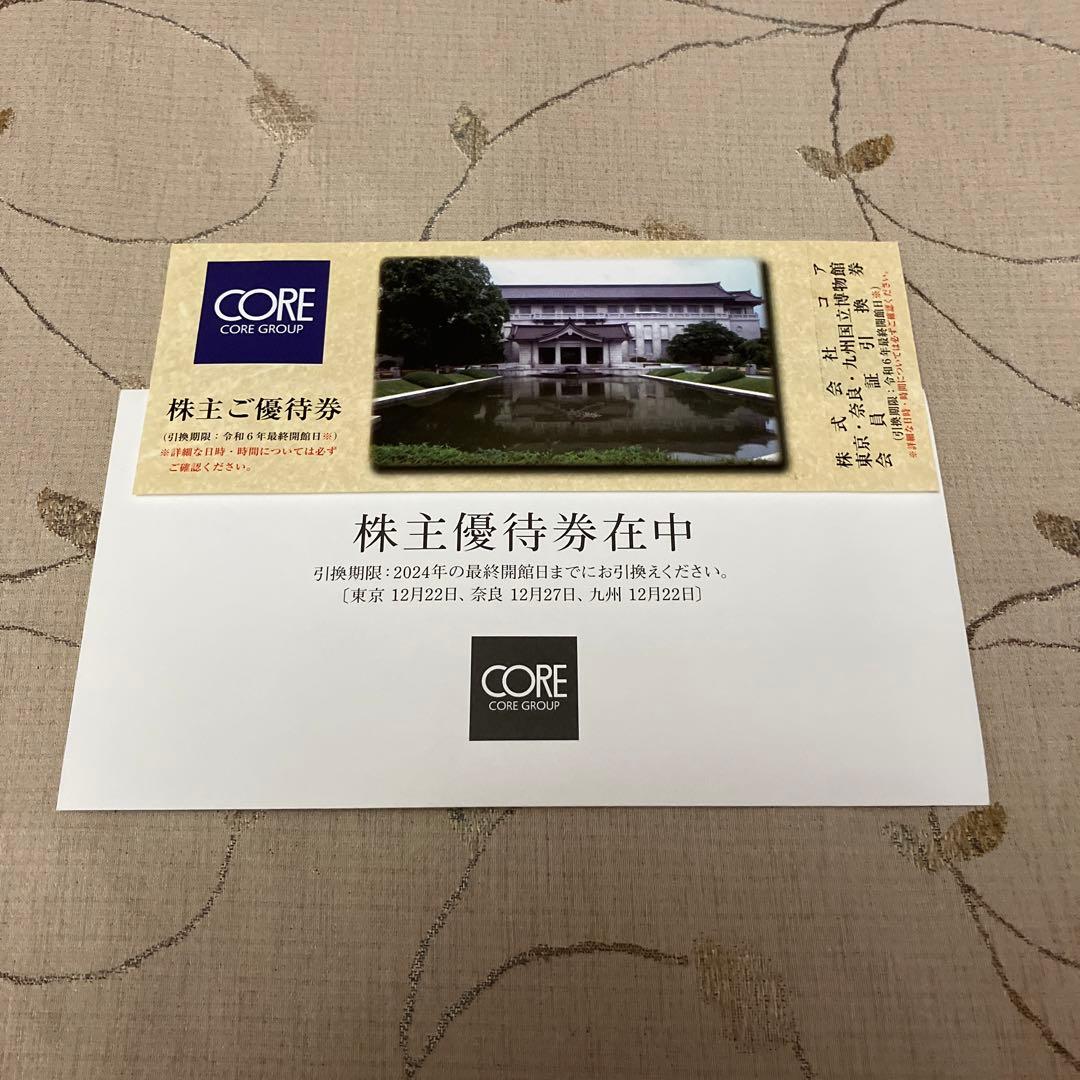 CORE
CORE GROUP
株主ご優待券
(引換期限：令和6年最終開館日※)
※詳細な日時・時間については必ず
ご確認ください。
株式会社コア
東京・奈良・九州国立博物館
会員証引換券
(引換期限：令和6年最終開館日※)
※詳細な日時・時間については必ずご確認ください。
株主優待券在中
引換期限：2024年の最終開館日までにお引換えください。
〔東京 12月22日、奈良 12月27日、九州 12月22日〕
CORE
CORE GROUP